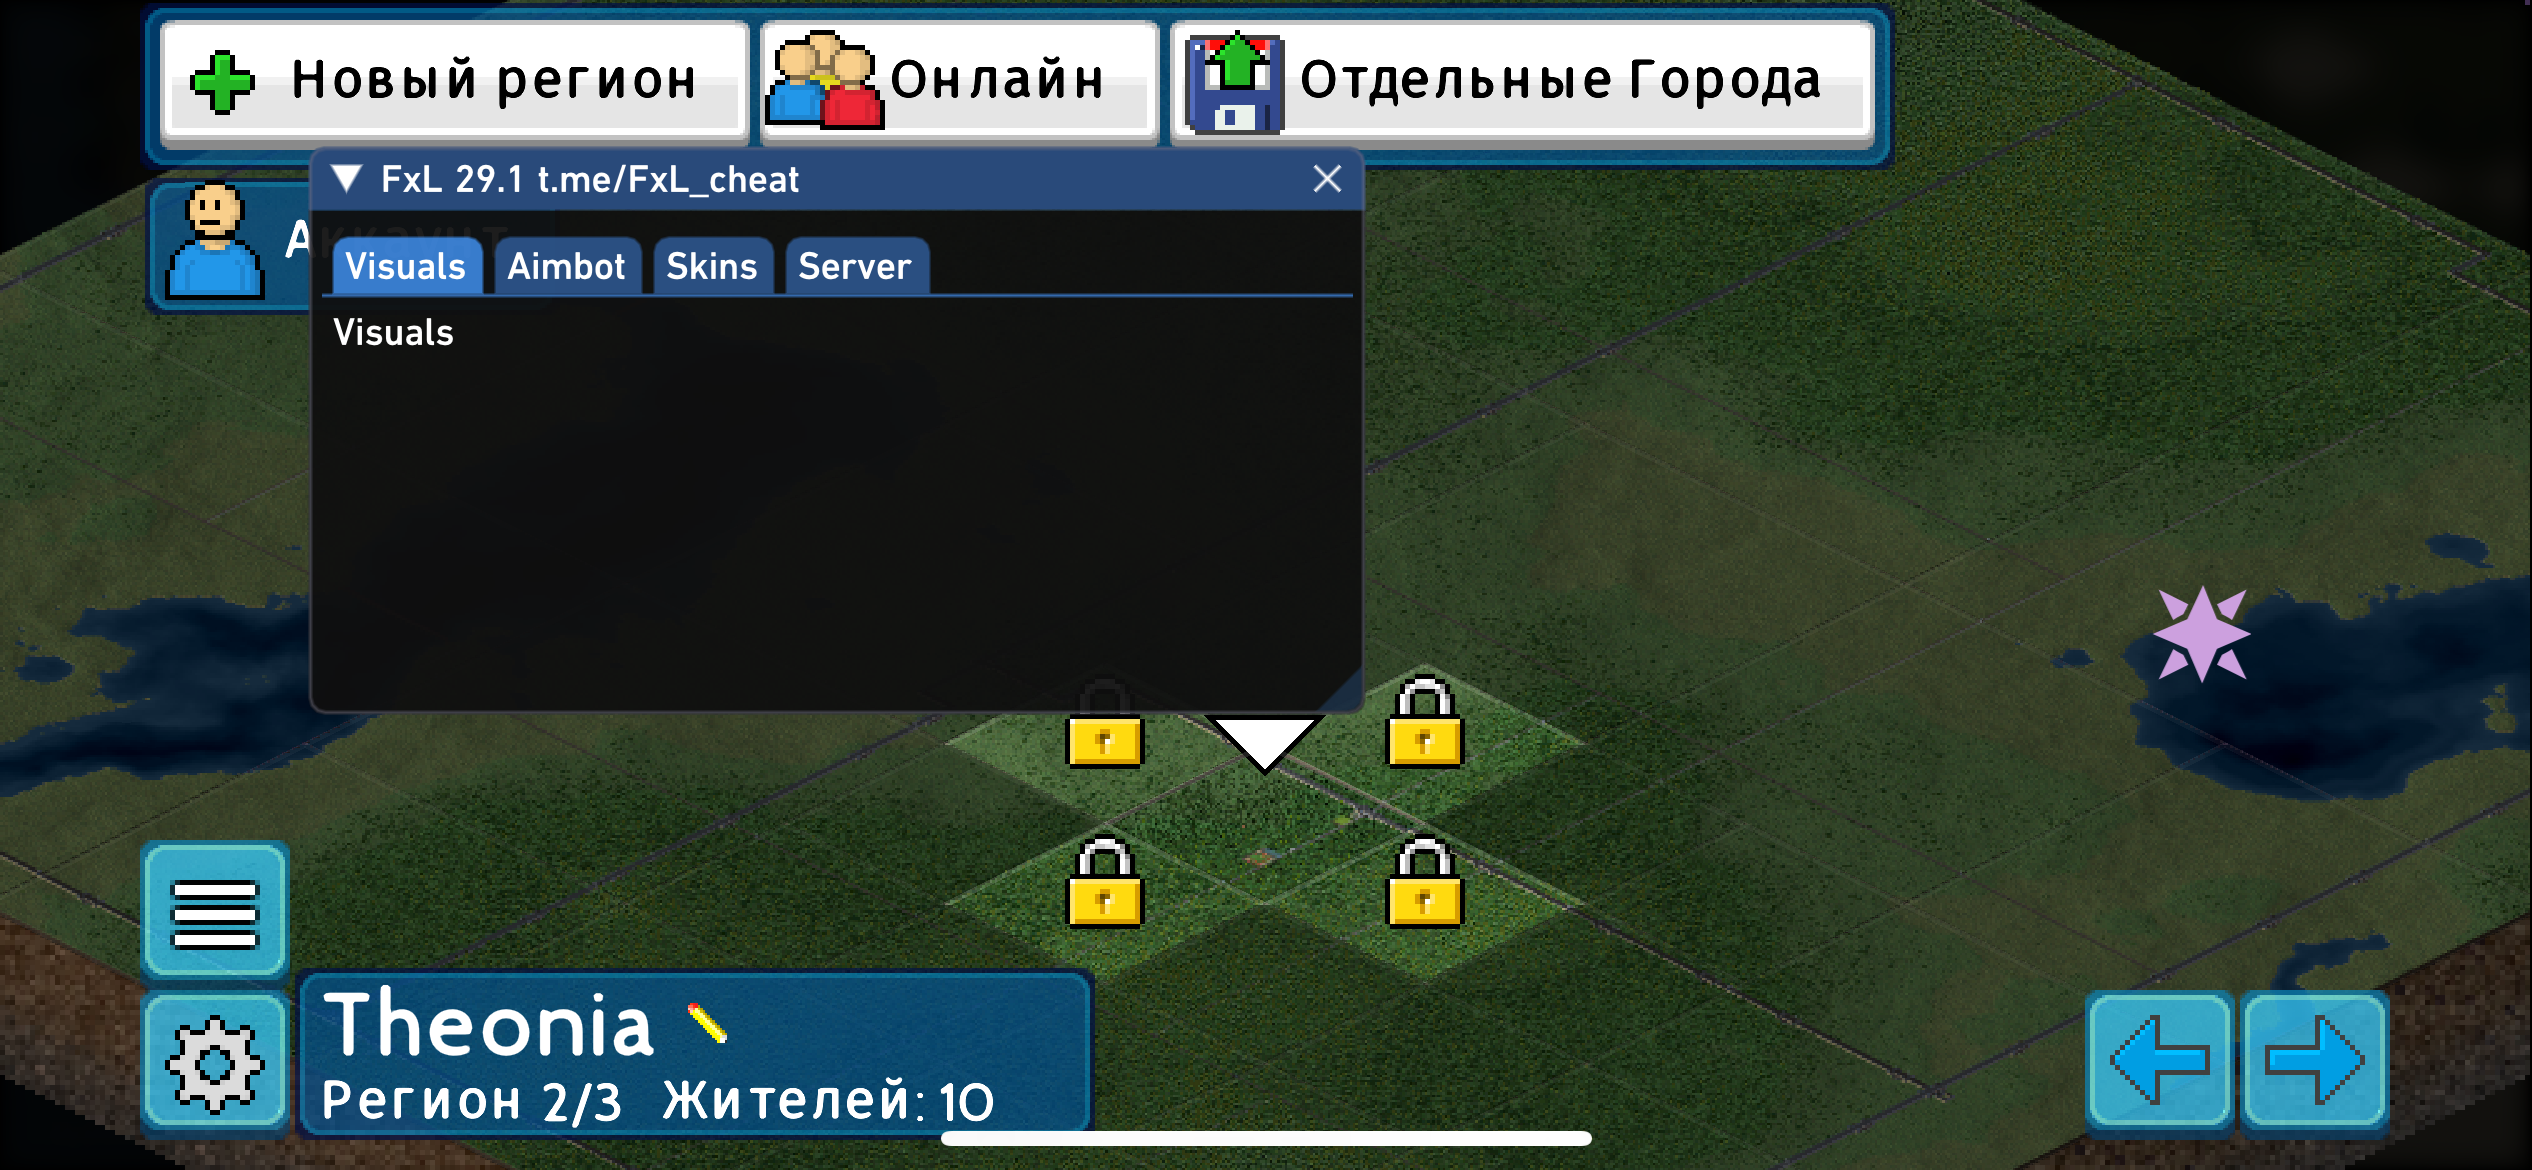 Новый регион
Онлайн
Отдельные Города
FxL 29.1 t.me/FxL_cheat
Аккаунт
Visuals
Aimbot
Skins
Server
Visuals
Theonia
Регион 2/3 Жителей: 10